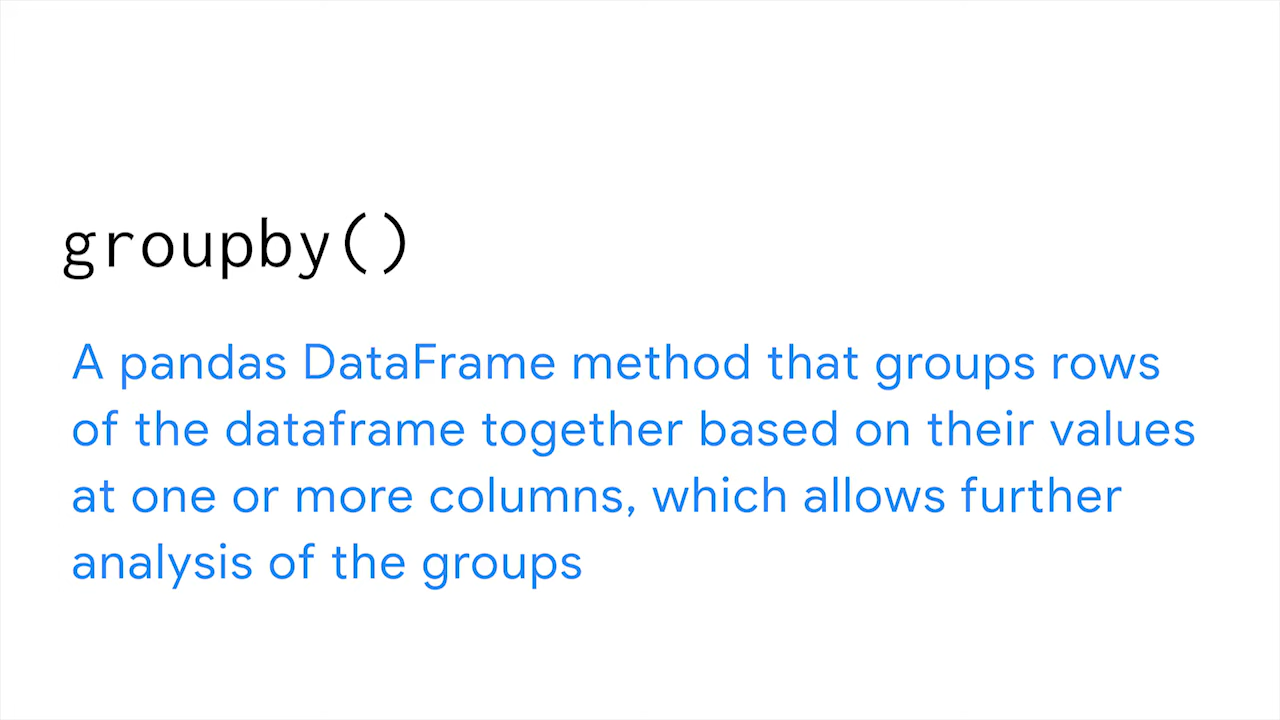 groupby()
A pandas DataFrame method that groups rows
of the dataframe together based on their values
at one or more columns, which allows further
analysis of the groups